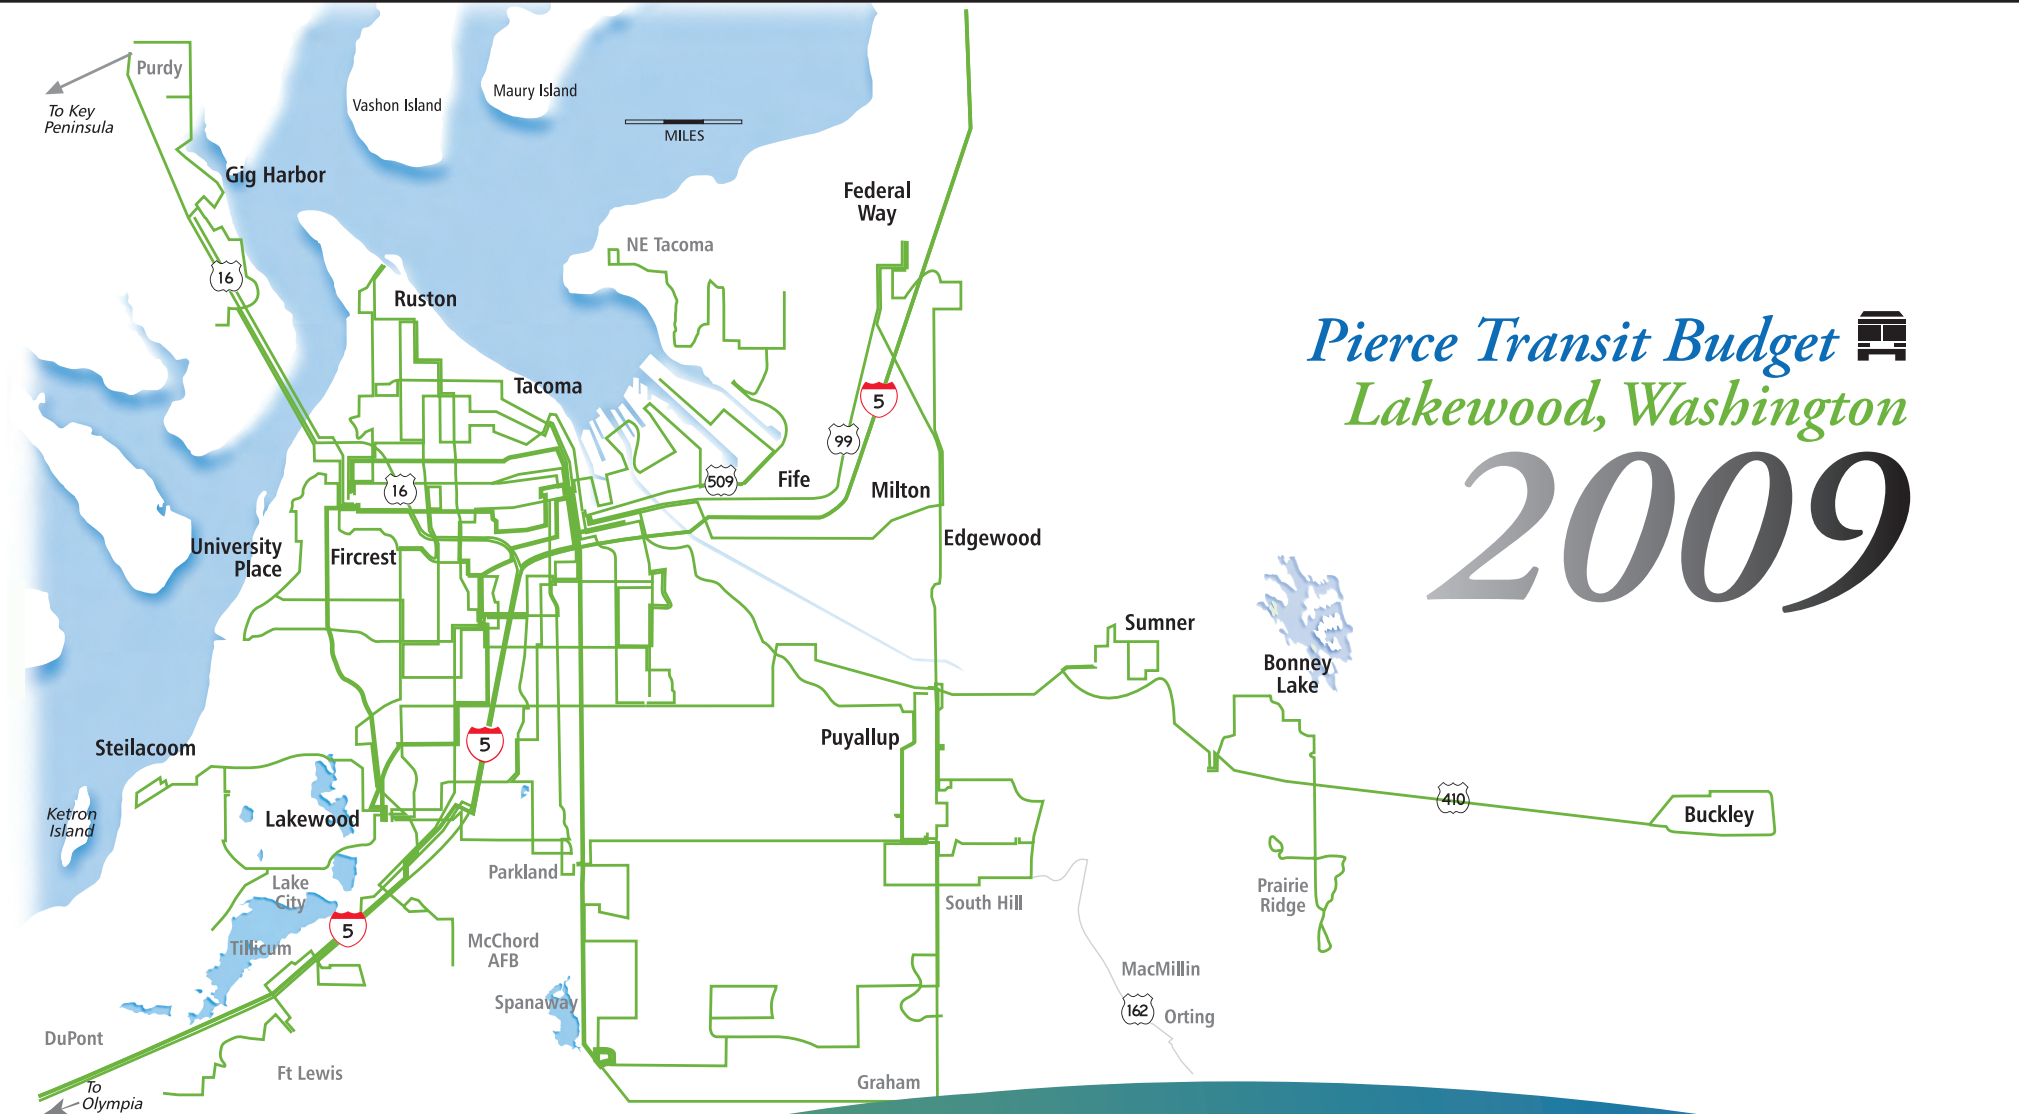 Purdy
To Key
Peninsula
Vashon Island
Maury Island
MILES
Gig Harbor
Federal
Way
NE Tacoma
16
Ruston
Pierce Transit Budget
Tacoma
5
Lakewood, Washington
99
16
509
Fife
Milton
2009
University
Place
Fircrest
Edgewood
Sumner
Bonney
Lake
Steilacoom
5
Puyallup
Ketron
Island
Lakewood
410
Buckley
Parkland
Lake
City
Prairie
Ridge
South Hill
5
Tillicum
McChord
AFB
MacMillin
Spanaway
162
Orting
DuPont
Ft Lewis
Graham
To
Olympia